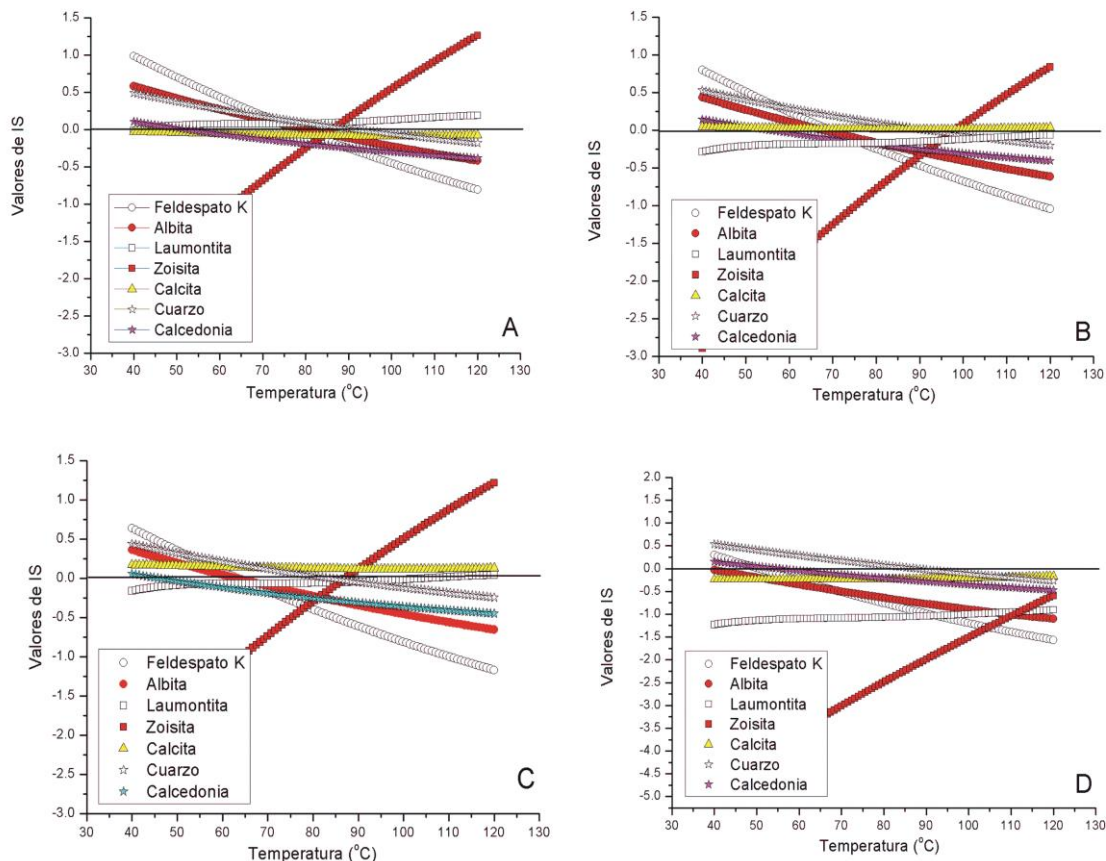 Valores de IS
1.5
1.0
0.5
0.0
-0.5
-1.0
-1.5
-2.0
-2.5
-3.0
Feldespato K
Albita
Laumontita
Zoisita
Calcita
Cuarzo
Calcedonia
A
30 40 50 60 70 80 90 100 110 120 130
Temperatura (°C)
Valores de IS
1.5
1.0
0.5
0.0
-0.5
-1.0
-1.5
-2.0
-2.5
-3.0
Feldespato K
Albita
Laumontita
Zoisita
Calcita
Cuarzo
Calcedonia
B
30 40 50 60 70 80 90 100 110 120 130
Temperatura (°C)
Valores de IS
1.5
1.0
0.5
0.0
-0.5
-1.0
-1.5
-2.0
-2.5
-3.0
Feldespato K
Albita
Laumontita
Zoisita
Calcita
Cuarzo
Calcedonia
C
30 40 50 60 70 80 90 100 110 120 130
Temperatura (°C)
Valores de IS
2.0
1.5
1.0
0.5
0.0
-0.5
-1.0
-1.5
-2.0
-2.5
-3.0
-3.5
-4.0
-4.5
-5.0
Feldespato K
Albita
Laumontita
Zoisita
Calcita
Cuarzo
Calcedonia
D
30 40 50 60 70 80 90 100 110 120 130
Temperatura (°C)